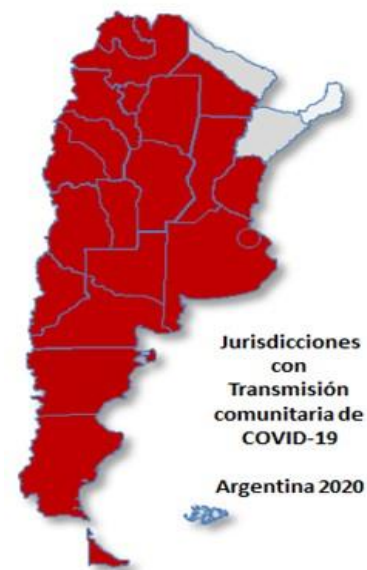 Jurisdicciones
con
Transmisión
comunitaria de
COVID-19
Argentina 2020